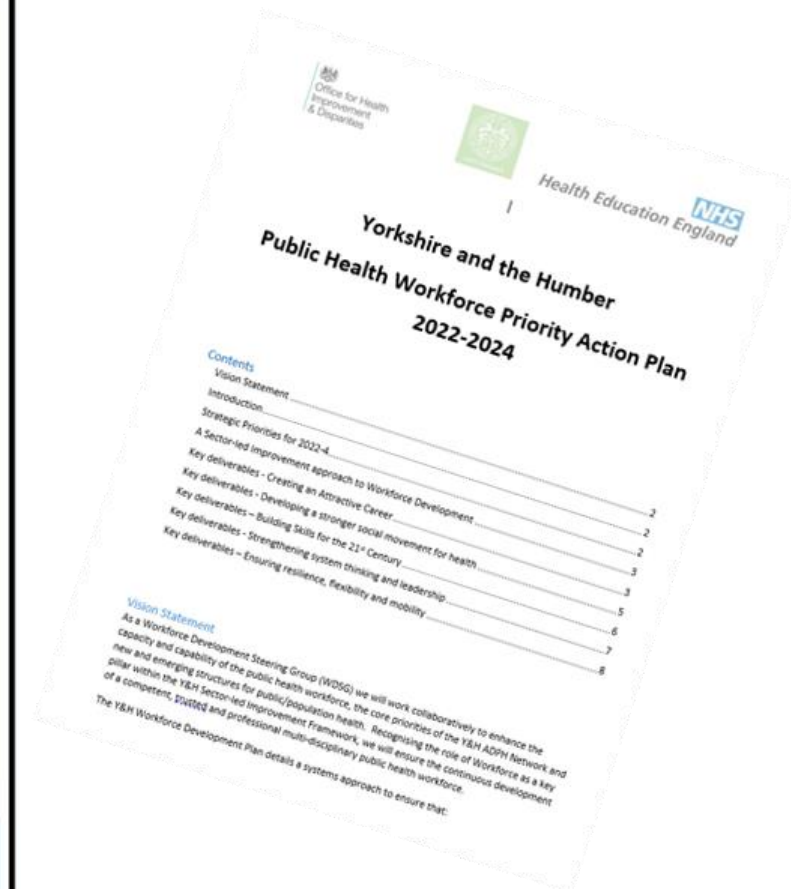 Office for Health
Improvement
& Disparities
Health Education England
NHS
Yorkshire and the Humber
Public Health Workforce Priority Action Plan
2022-2024
Contents
Vision Statement 2
Introduction 2
Strategic Priorities for 2022-4 2
A Sector-led Improvement approach to Workforce Development 3
Key deliverables - Creating an Attractive Career 3
Key deliverables - Developing a stronger social movement for health 5
Key deliverables – Building Skills for the 21st Century 6
Key deliverables - Strengthening system thinking and leadership 7
Key deliverables – Ensuring resilience, flexibility and mobility 8
Vision Statement
As a Workforce Development Steering Group (WDSG) we will work collaboratively to enhance the
capacity and capability of the public health workforce, the core priorities of the Y&H ADPH Network and
new and emerging structures for public/population health. Recognising the role of Workforce as a key
pillar within the Y&H Sector-led Improvement Framework, we will ensure the continuous development
of a competent, trusted and professional multi-disciplinary public health workforce.
The Y&H Workforce Development Plan details a systems approach to ensure that: